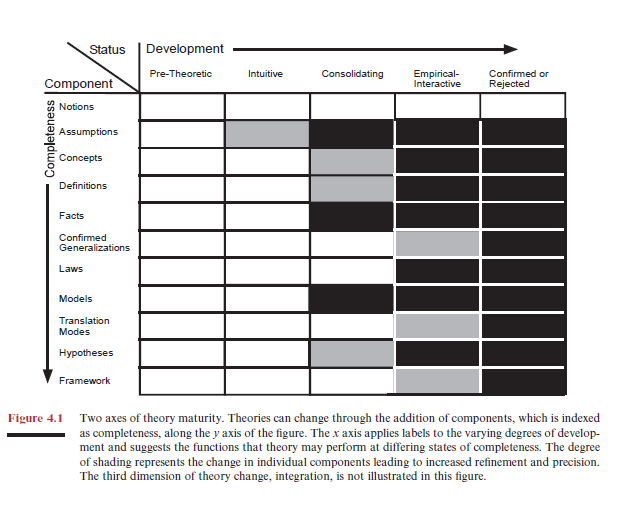 Status
Development
Component
Pre-Theoretic
Intuitive
Consolidating
Empirical-
Interactive
Confirmed or
Rejected
Completeness
Notions
Assumptions
Concepts
Definitions
Facts
Confirmed
Generalizations
Laws
Models
Translation
Modes
Hypotheses
Framework
Figure 4.1 Two axes of theory maturity. Theories can change through the addition of components, which is indexed
as completeness, along the y axis of the figure. The x axis applies labels to the varying degrees of develop-
ment and suggests the functions that theory may perform at differing states of completeness. The degree
of shading represents the change in individual components leading to increased refinement and precision.
The third dimension of theory change, integration, is not illustrated in this figure.